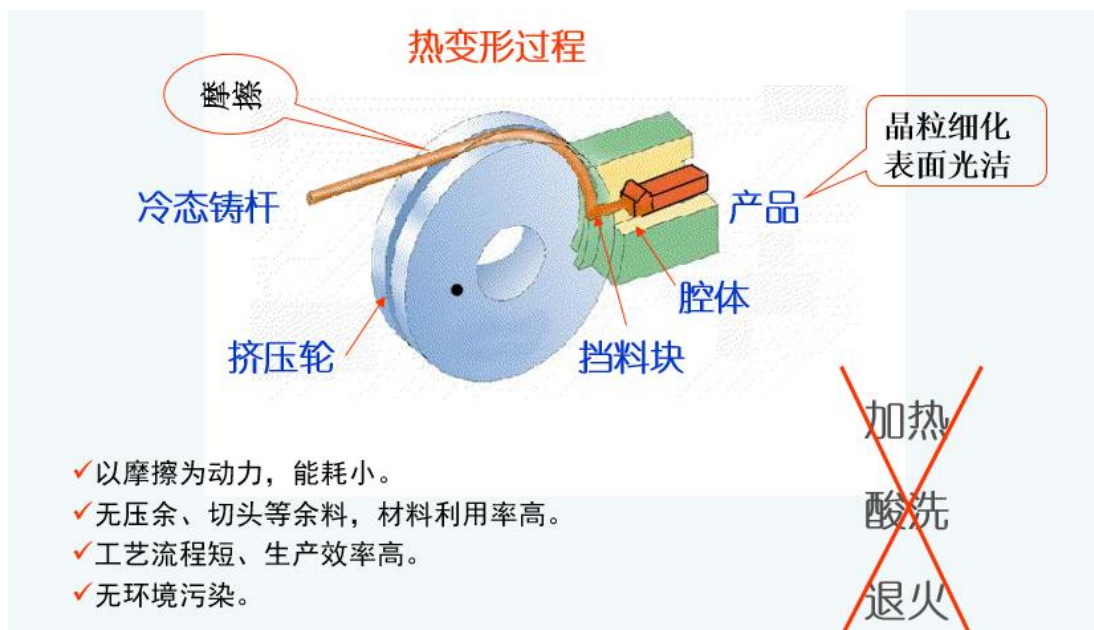 热变形过程
摩擦
晶粒细化
表面光洁
冷态铸杆
产品
腔体
挤压轮
挡料块
加热
✓以摩擦为动力，能耗小。
✓无压余、切头等余料，材料利用率高。
酸洗
✓工艺流程短、生产效率高。
✓无环境污染。
退火